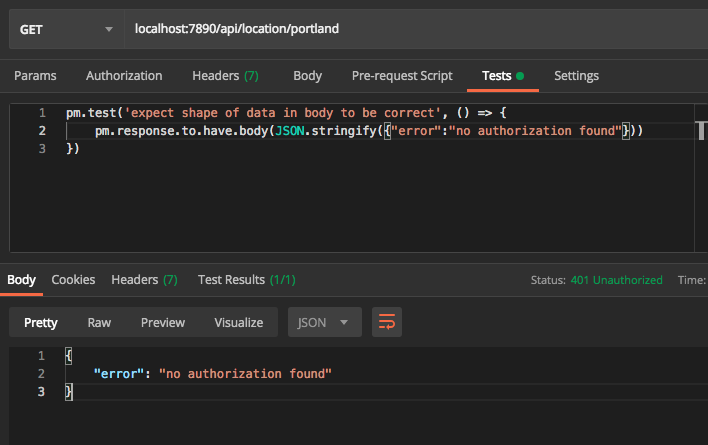 GET localhost:7890/api/location/portland
Params Authorization Headers (7) Body Pre-request Script Tests Settings
1 pm.test('expect shape of data in body to be correct', () => {
2 pm.response.to.have.body(JSON.stringify({"error":"no authorization found"}))
3 })
Body Cookies Headers (7) Test Results (1/1) Status: 401 Unauthorized Time:
Pretty Raw Preview Visualize JSON
1 {
2 "error": "no authorization found"
3 }